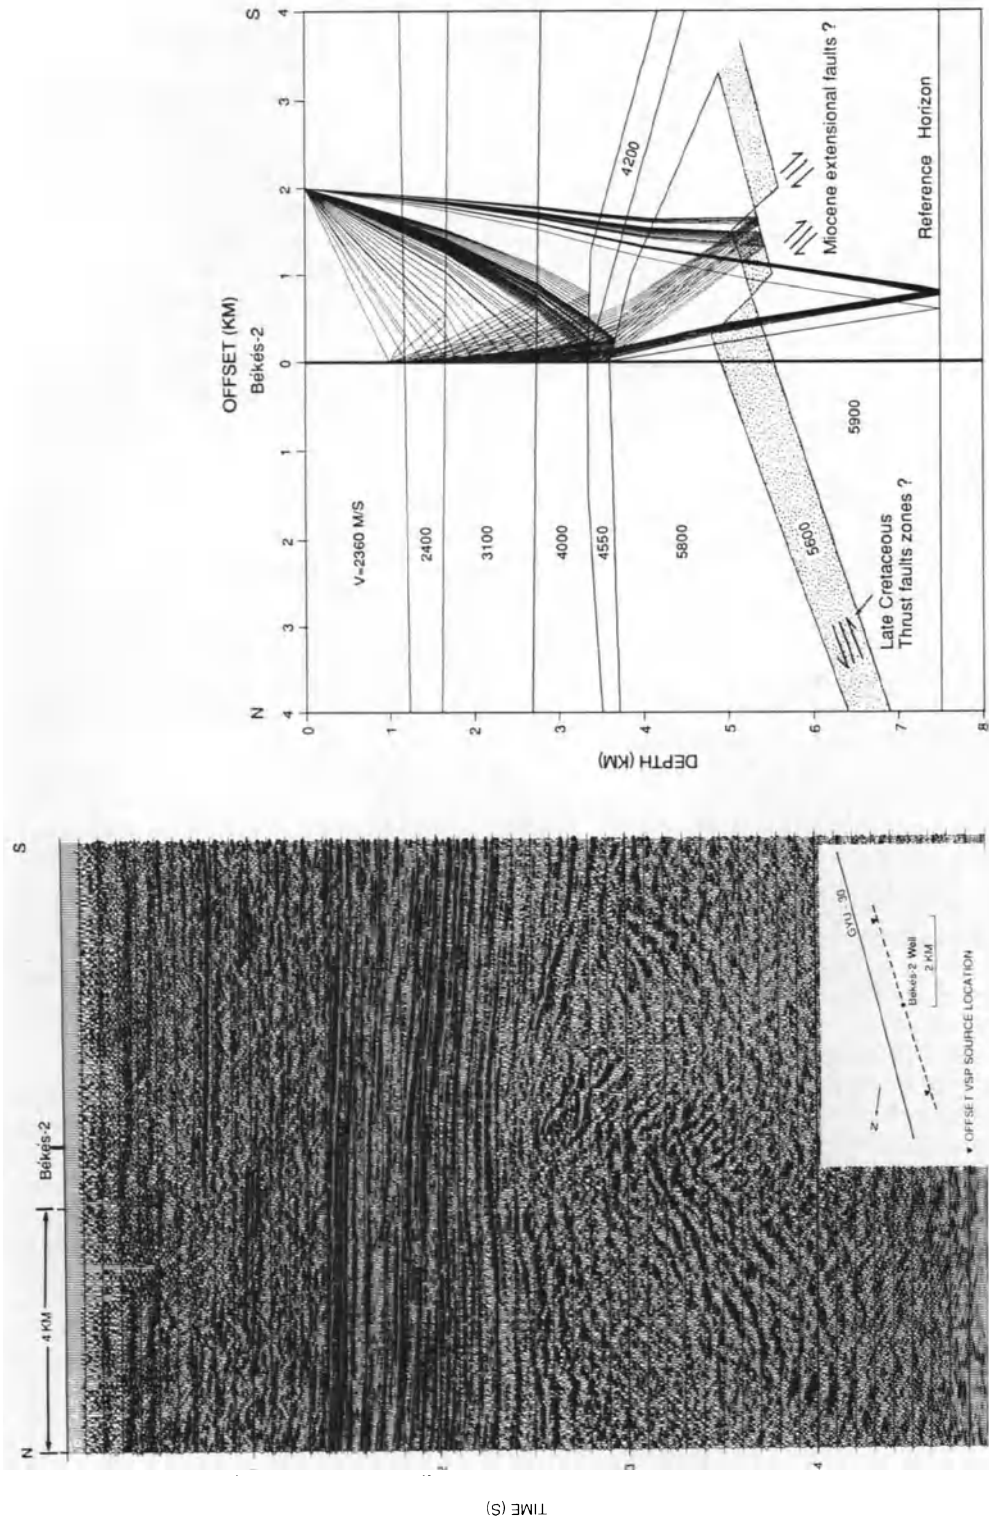 S
Békés-2
4 KM
N
1
2
3
4
TIME (S)
GYU - 30
Békés-2 Well
2 KM
N
▾ OFFSET VSP SOURCE LOCATION
OFFSET (KM)
Békés-2
N
S
4
3
2
1
0
1
2
3
4
0
1
2
3
4
5
6
7
8
DEPTH (KM)
V=2360 M/S
2400
3100
4000
4550
5800
5600
5900
4200
Late Cretaceous
Thrust faults zones ?
Miocene extensional faults ?
Reference Horizon